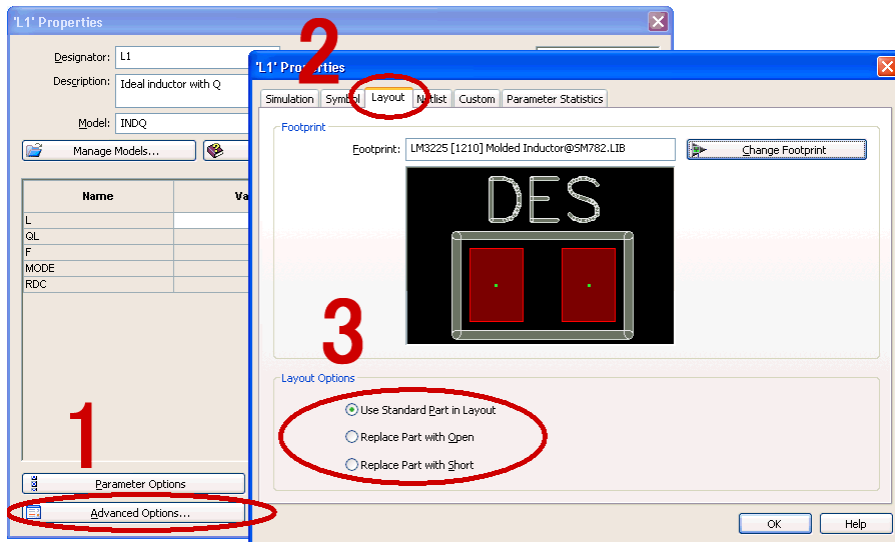 'L1' Properties
Designator: L1
Description: Ideal inductor with Q
Model: INDQ
Manage Models...
Name Va
L
QL
F
MODE
RDC
1
Parameter Options
Advanced Options...
2
'L1' Properties
Simulation Symbol Layout Netlist Custom Parameter Statistics
Footprint
Footprint: LM3225 [1210] Molded Inductor@SM782.LIB Change Footprint
DES
3
Layout Options
Use Standard Part in Layout
Replace Part with Open
Replace Part with Short
OK Help